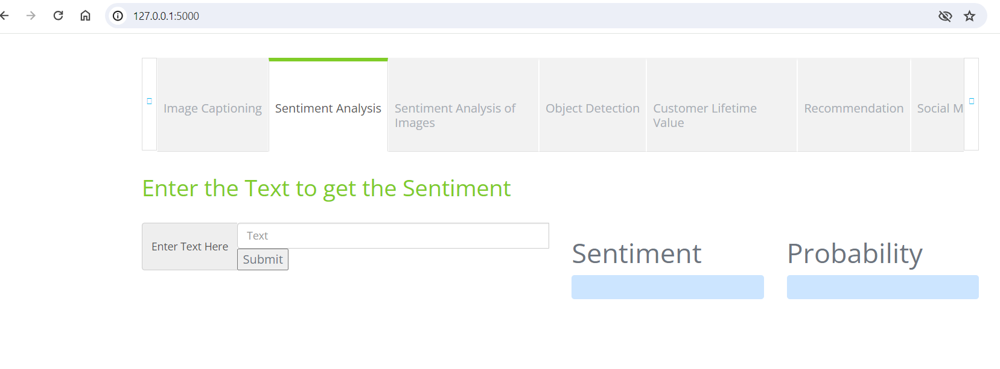 127.0.0.1:5000
Image Captioning
Sentiment Analysis
Sentiment Analysis of
Images
Object Detection
Customer Lifetime
Value
Recommendation
Social M
Enter the Text to get the Sentiment
Enter Text Here
Text
Submit
Sentiment
Probability